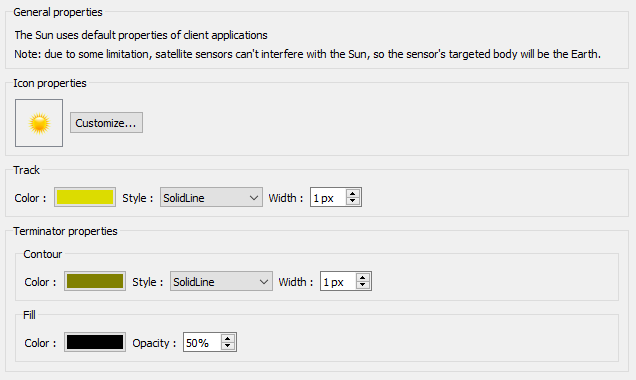 General properties
The Sun uses default properties of client applications
Note: due to some limitation, satellite sensors can't interfere with the Sun, so the sensor's targeted body will be the Earth.
Icon properties
Customize...
Track
Color : Style : SolidLine Width : 1 px
Terminator properties
Contour
Color : Style : SolidLine Width : 1 px
Fill
Color : Opacity : 50%